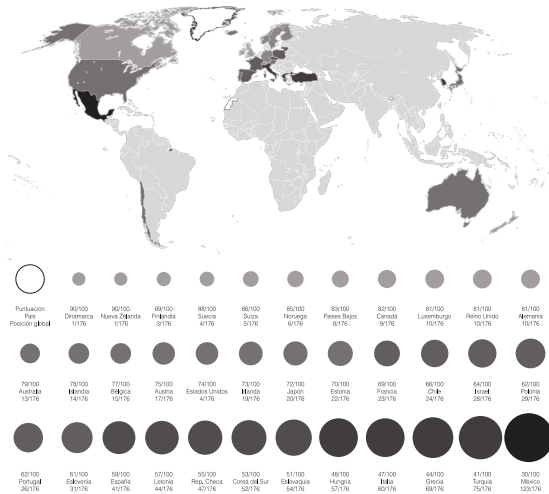 Puntuación
País
Posición global
90/100
Dinamarca
1/176
90/100
Nueva Zelanda
1/176
89/100
Finlandia
3/176
88/100
Suecia
4/176
86/100
Suiza
5/176
85/100
Noruega
6/176
83/100
Países Bajos
8/176
82/100
Canadá
9/176
81/100
Luxemburgo
10/176
81/100
Reino Unido
10/176
81/100
Alemania
10/176
79/100
Australia
13/176
78/100
Islandia
14/176
77/100
Bélgica
15/176
75/100
Austria
17/176
74/100
Estados Unidos
4/176
73/100
Irlanda
19/176
72/100
Japón
20/176
70/100
Estonia
22/176
69/100
Francia
23/176
66/100
Chile
24/176
64/100
Israel
28/176
62/100
Polonia
29/176
62/100
Portugal
26/176
61/100
Eslovenia
31/176
58/100
España
41/176
57/100
Letonia
44/176
55/100
Rep. Checa
47/176
53/100
Corea del Sur
52/176
51/100
Eslovaquia
54/176
48/100
Hungría
57/176
47/100
Italia
60/176
44/100
Grecia
69/176
41/100
Turquía
75/176
30/100
México
123/176